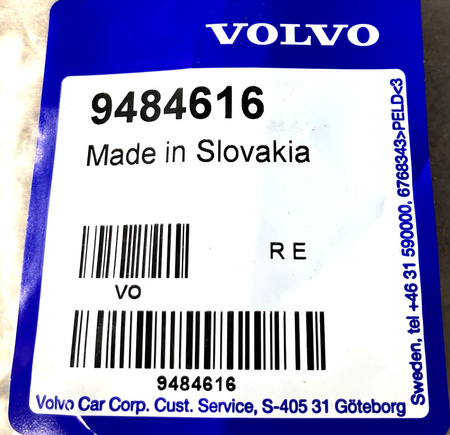 VOLVO
9484616
Made in Slovakia
R E
VO
9484616
Volvo Car Corp. Cust. Service, S-405 31 Göteborg
Sweden, tel +46 31 590000, 6768343>PELD<3